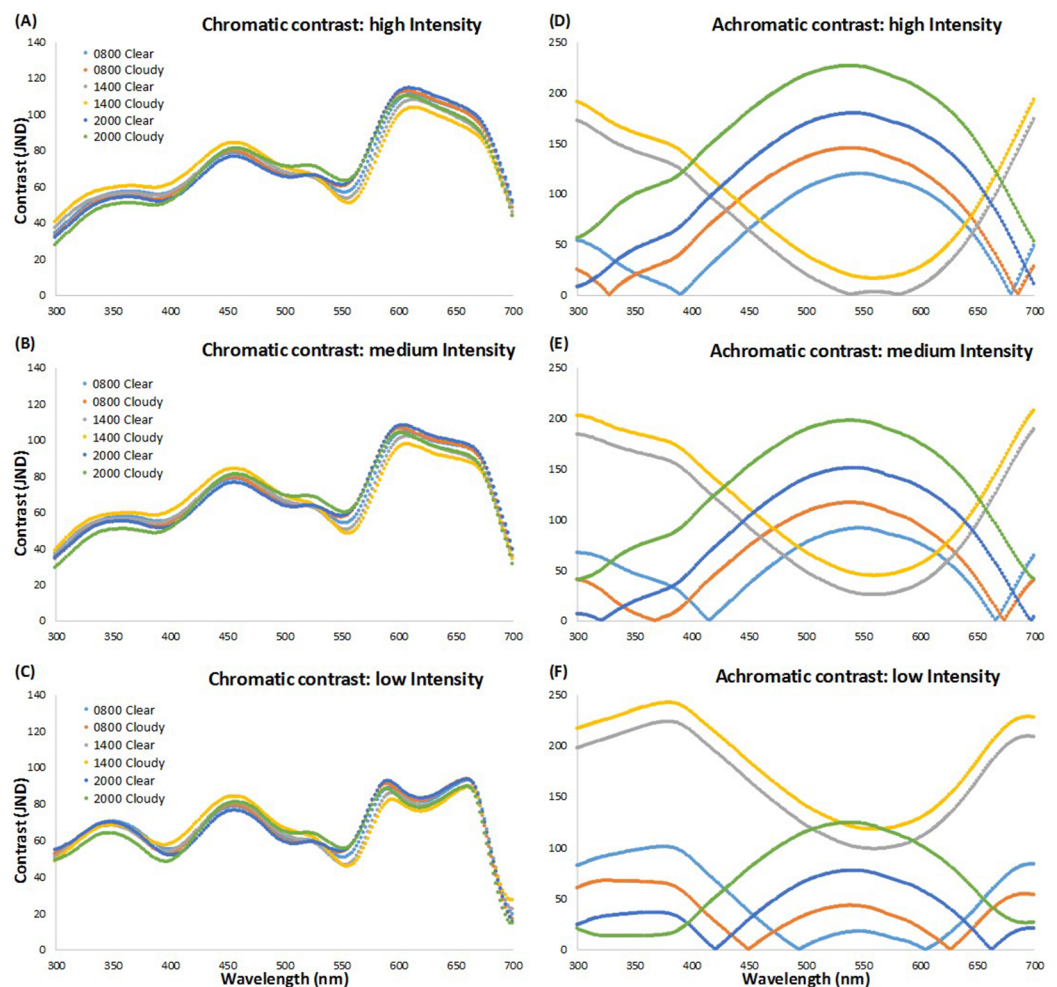 (A) Chromatic contrast: high Intensity
140
120
100
80
60
40
20
0
Contrast (JND)
0800 Clear
0800 Cloudy
1400 Clear
1400 Cloudy
2000 Clear
2000 Cloudy
300 350 400 450 500 550 600 650 700
(D) Achromatic contrast: high Intensity
250
200
150
100
50
0
300 350 400 450 500 550 600 650 700
(B) Chromatic contrast: medium Intensity
140
120
100
80
60
40
20
0
Contrast (JND)
0800 Clear
0800 Cloudy
1400 Clear
1400 Cloudy
2000 Clear
2000 Cloudy
300 350 400 450 500 550 600 650 700
(E) Achromatic contrast: medium Intensity
250
200
150
100
50
0
300 350 400 450 500 550 600 650 700
(C) Chromatic contrast: low Intensity
140
120
100
80
60
40
20
0
Contrast (JND)
0800 Clear
0800 Cloudy
1400 Clear
1400 Cloudy
2000 Clear
2000 Cloudy
300 350 400 450 500 550 600 650 700
Wavelength (nm)
(F) Achromatic contrast: low Intensity
250
200
150
100
50
0
300 350 400 450 500 550 600 650 700
Wavelength (nm)